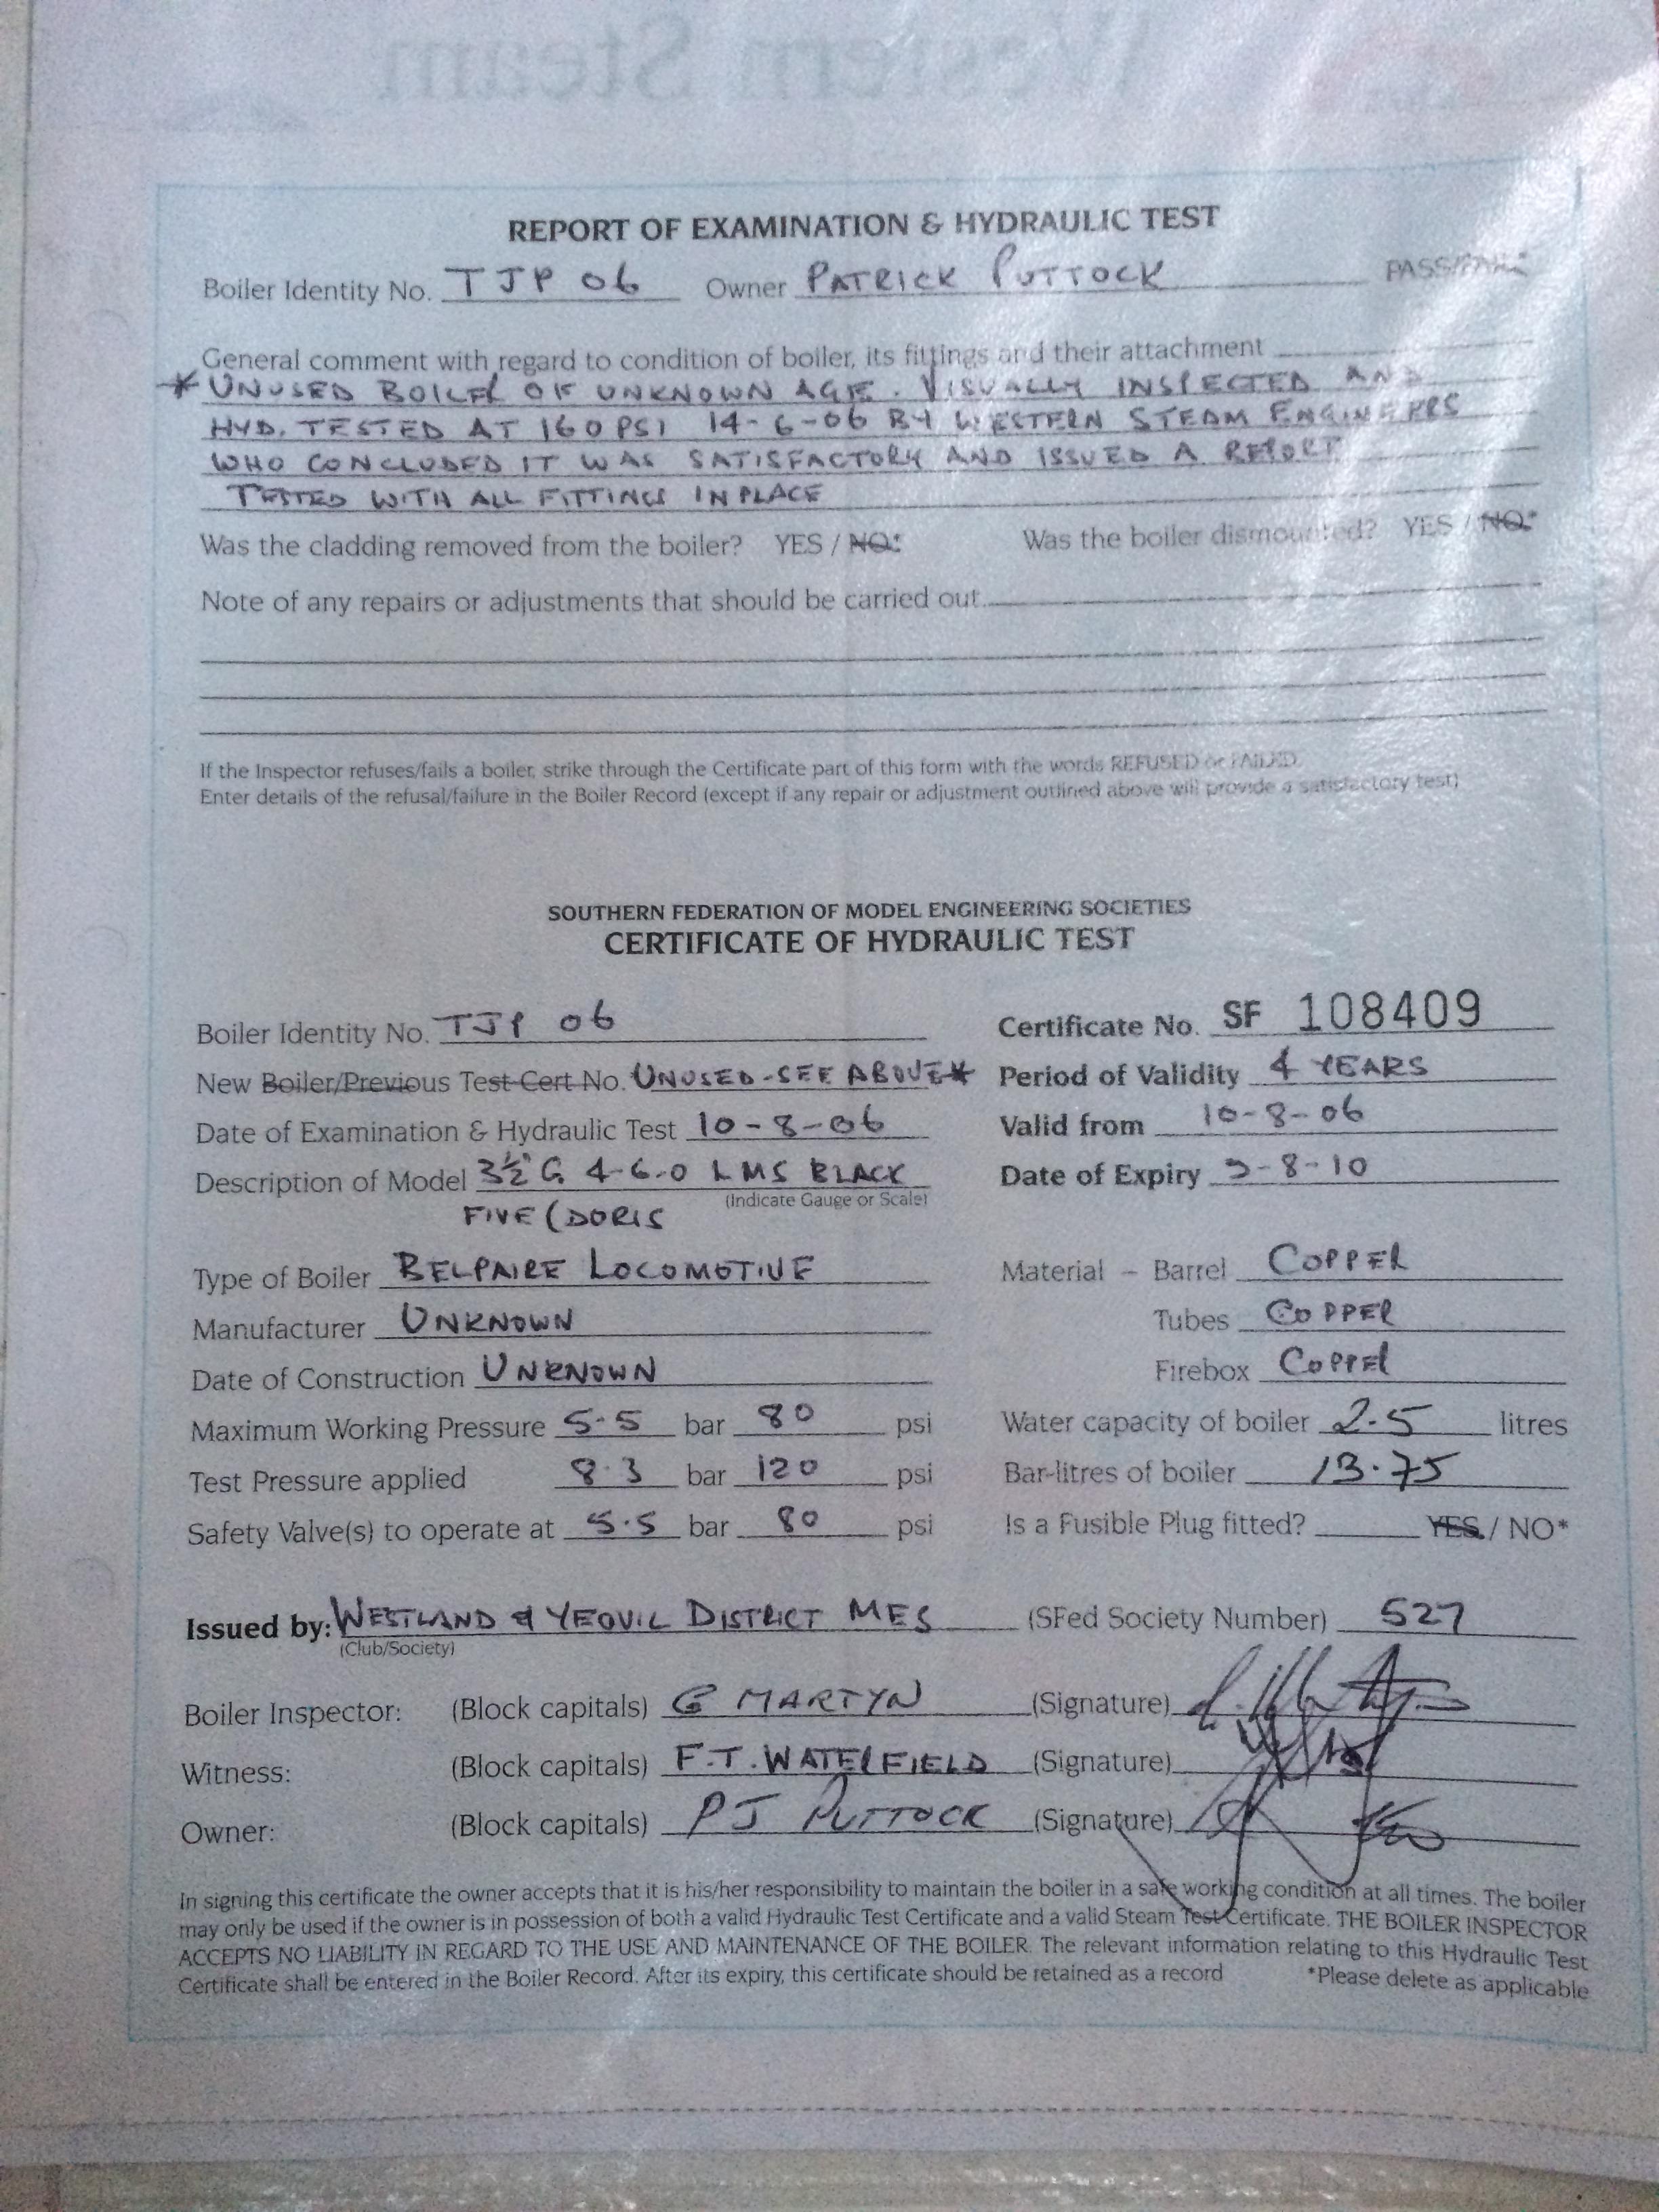 Western Steam
REPORT OF EXAMINATION & HYDRAULIC TEST
Boiler Identity No. TJP 06 Owner PATRICK PUTTOCK PASS/FAIL*
General comment with regard to condition of boiler, its fittings and their attachment
* UNUSED BOILER OF UNKNOWN AGE. VISUALLY INSPECTED AND
HYD. TESTED AT 160 PSI 14-6-06 BY WESTERN STEAM ENGINEERS
WHO CONCLUDED IT WAS SATISFACTORY AND ISSUED A REPORT
TESTED WITH ALL FITTINGS IN PLACE
Was the cladding removed from the boiler? YES / NO* Was the boiler dismounted? YES / NO*
Note of any repairs or adjustments that should be carried out
If the Inspector refuses/fails a boiler, strike through the Certificate part of this form with the words REFUSED or FAILED.
Enter details of the refusal/failure in the Boiler Record (except if any repair or adjustment outlined above will provide a satisfactory test)
SOUTHERN FEDERATION OF MODEL ENGINEERING SOCIETIES
CERTIFICATE OF HYDRAULIC TEST
Boiler Identity No. TJP 06 Certificate No. SF 108409
New Boiler/Previous Test Cert No. UNUSED - SEE ABOVE * Period of Validity 4 YEARS
Date of Examination & Hydraulic Test 10-8-06 Valid from 10-8-06
Description of Model 3½" G. 4-6-0 LMS BLACK Date of Expiry 9-8-10
(Indicate Gauge or Scale)
FIVE (DORIS
Type of Boiler BELPAIRE LOCOMOTIVE Material – Barrel COPPER
Manufacturer UNKNOWN Tubes COPPER
Date of Construction UNKNOWN Firebox COPPER
Maximum Working Pressure 5.5 bar 80 psi Water capacity of boiler 2.5 litres
Test Pressure applied 8.3 bar 120 psi Bar-litres of boiler 13.75
Safety Valve(s) to operate at 5.5 bar 80 psi Is a Fusible Plug fitted? YES / NO*
Issued by: WESTLAND & YEOVIL DISTRICT MES (SFed Society Number) 527
(Club/Society)
Boiler Inspector: (Block capitals) G MARTYN (Signature)
Witness: (Block capitals) F.T. WATERFIELD (Signature)
Owner: (Block capitals) PJ PUTTOCK (Signature)
In signing this certificate the owner accepts that it is his/her responsibility to maintain the boiler in a safe working condition at all times. The boiler
may only be used if the owner is in possession of both a valid Hydraulic Test Certificate and a valid Steam Test Certificate. THE BOILER INSPECTOR
ACCEPTS NO LIABILITY IN REGARD TO THE USE AND MAINTENANCE OF THE BOILER. The relevant information relating to this Hydraulic Test
Certificate shall be entered in the Boiler Record. After its expiry, this certificate should be retained as a record *Please delete as applicable